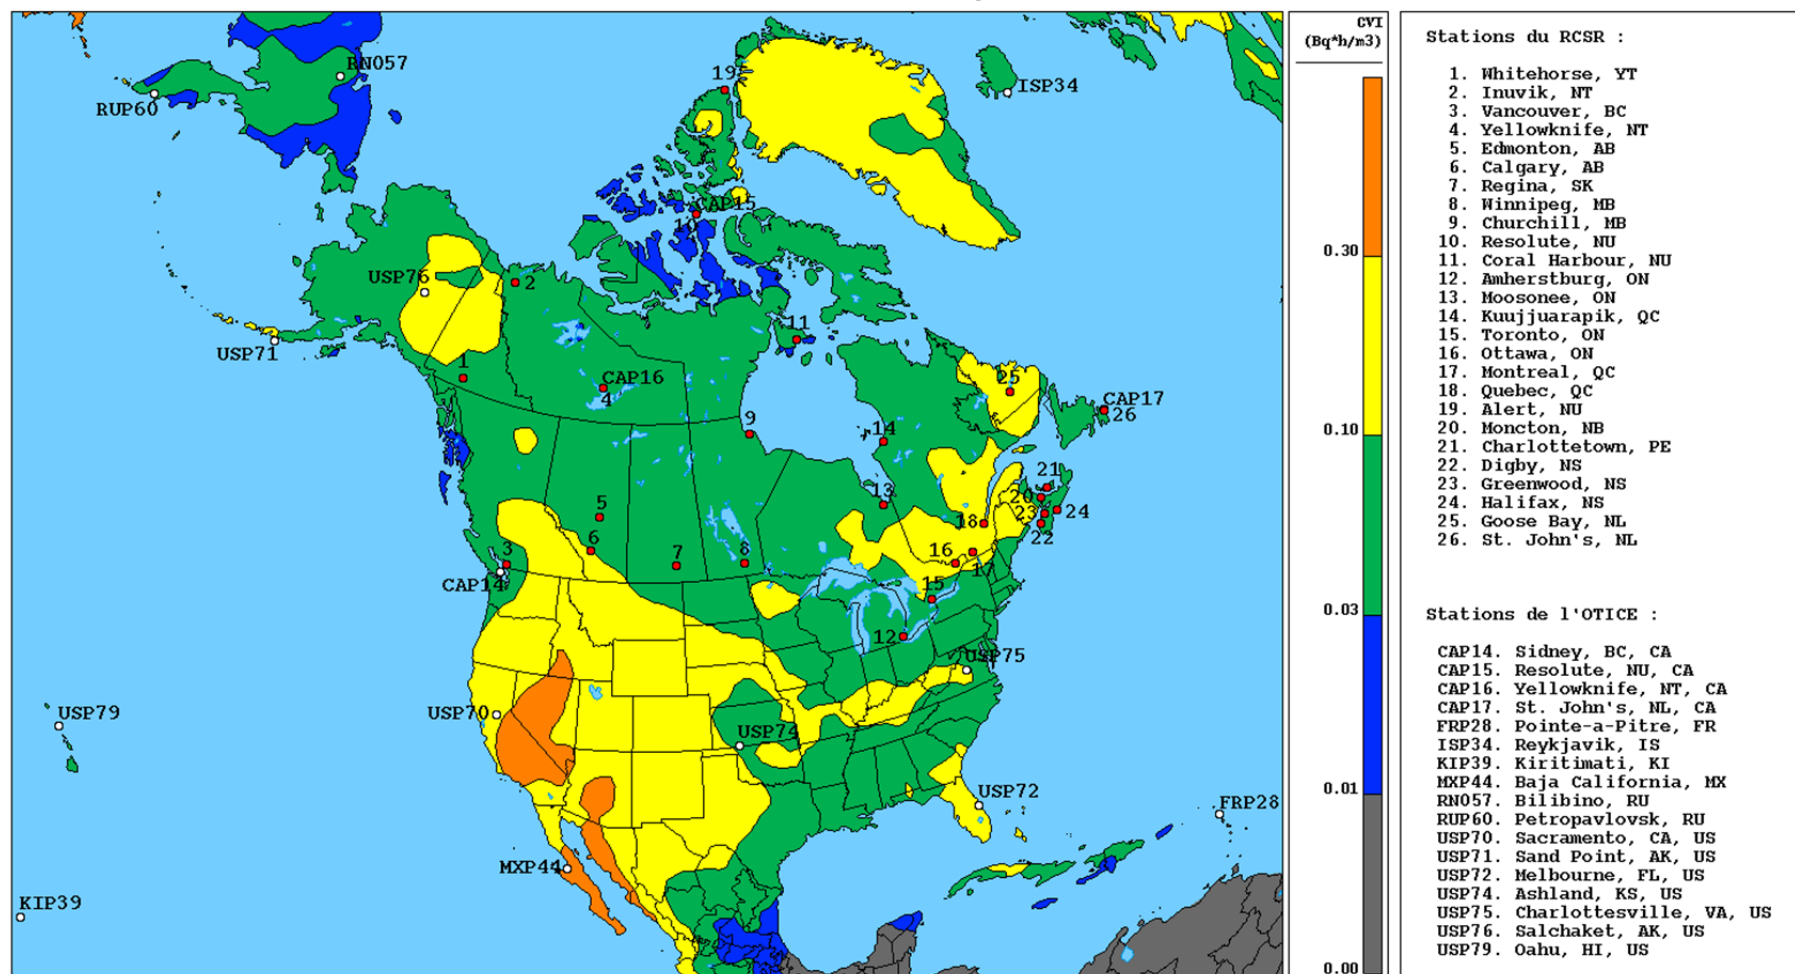 CVI
(Bq*h/m3)
0.30
0.10
0.03
0.01
0.00
RN057
RUP60
19
ISP34
CAP15
10
USP76
2
11
USP71
1
CAP16
4
25
CAP17
26
9
14
21
5
13
20
23
24
18
22
3
6
7
8
16
17
CAP14
15
12
USP75
USP79
USP70
USP74
USP72
FRP28
MXP44
KIP39
Stations du RCSR :
1. Whitehorse, YT
2. Inuvik, NT
3. Vancouver, BC
4. Yellowknife, NT
5. Edmonton, AB
6. Calgary, AB
7. Regina, SK
8. Winnipeg, MB
9. Churchill, MB
10. Resolute, NU
11. Coral Harbour, NU
12. Amherstburg, ON
13. Moosonee, ON
14. Kuujjuarapik, QC
15. Toronto, ON
16. Ottawa, ON
17. Montreal, QC
18. Quebec, QC
19. Alert, NU
20. Moncton, NB
21. Charlottetown, PE
22. Digby, NS
23. Greenwood, NS
24. Halifax, NS
25. Goose Bay, NL
26. St. John's, NL
Stations de l'OTICE :
CAP14. Sidney, BC, CA
CAP15. Resolute, NU, CA
CAP16. Yellowknife, NT, CA
CAP17. St. John's, NL, CA
FRP28. Pointe-a-Pitre, FR
ISP34. Reykjavik, IS
KIP39. Kiritimati, KI
MXP44. Baja California, MX
RN057. Bilibino, RU
RUP60. Petropavlovsk, RU
USP70. Sacramento, CA, US
USP71. Sand Point, AK, US
USP72. Melbourne, FL, US
USP74. Ashland, KS, US
USP75. Charlottesville, VA, US
USP76. Salchaket, AK, US
USP79. Oahu, HI, US